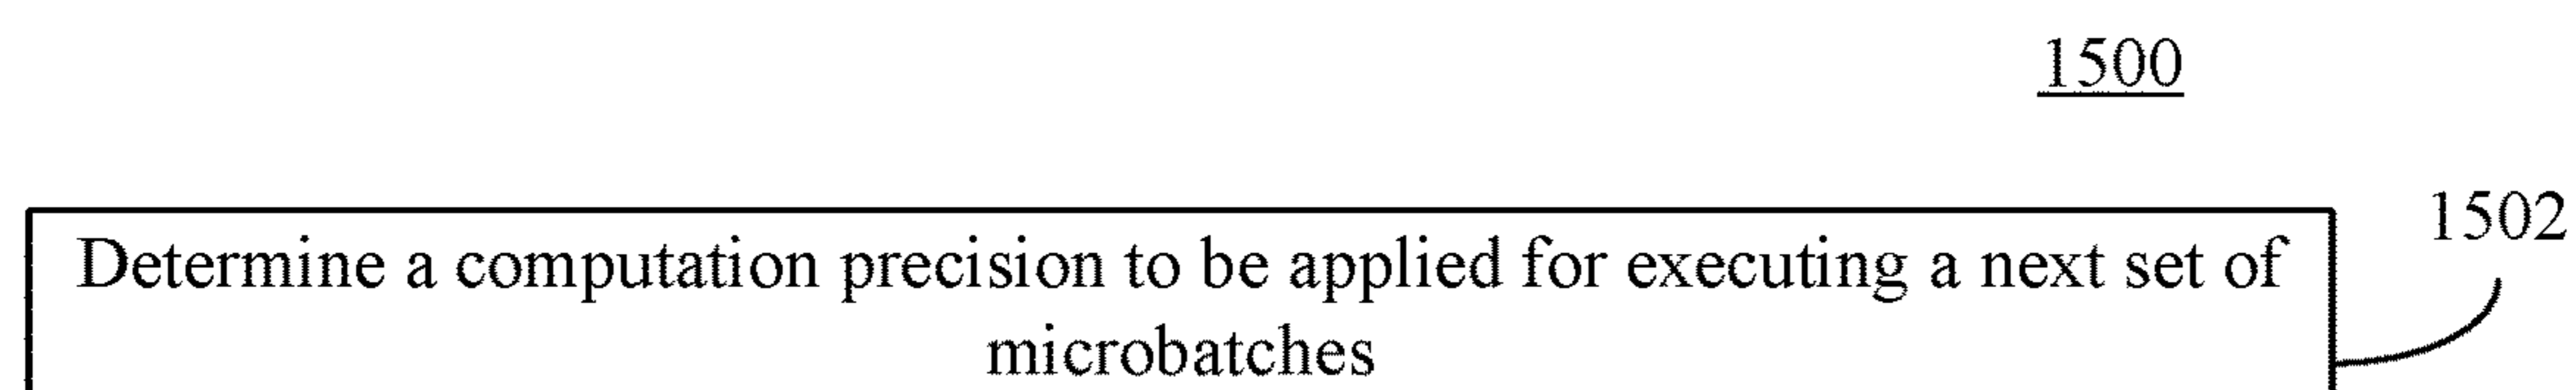 1500
1502
Determine a computation precision to be applied for executing a next set of
microbatches